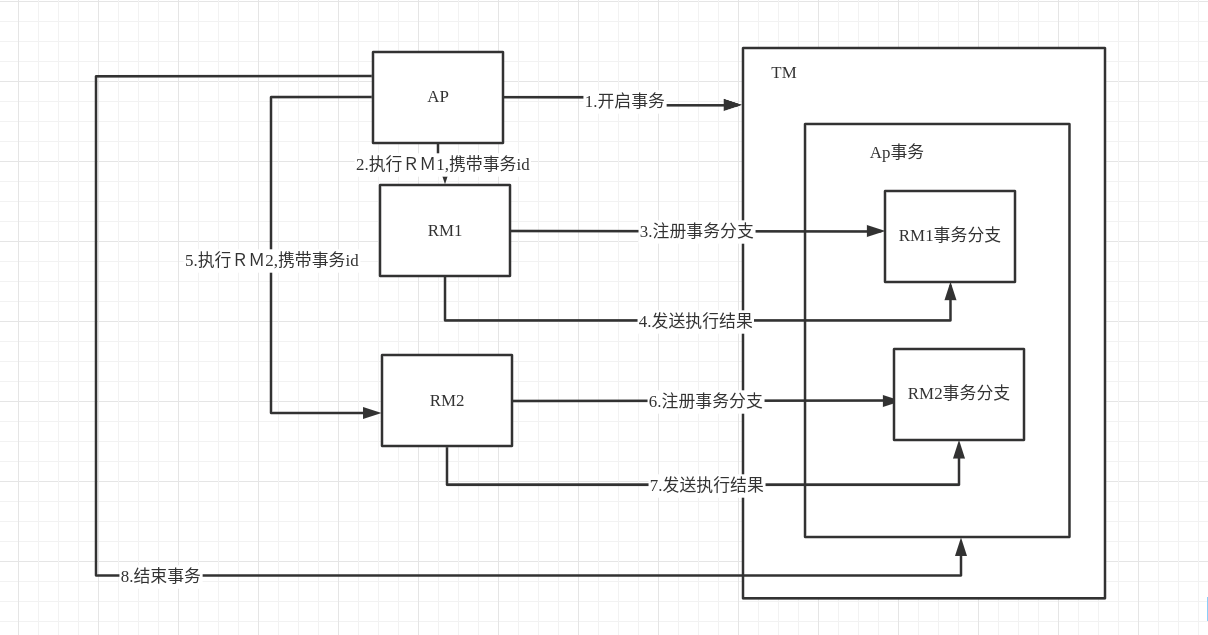 TM
AP
1.开启事务
Ap事务
2.执行ＲＭ1,携带事务id
RM1
3.注册事务分支
RM1事务分支
5.执行ＲＭ2,携带事务id
4.发送执行结果
RM2
6.注册事务分支
RM2事务分支
7.发送执行结果
8.结束事务